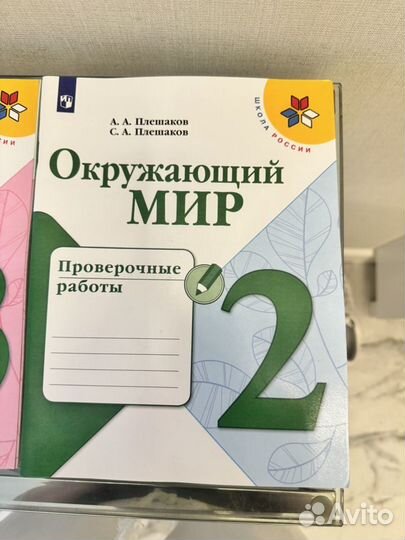 А. А. Плешаков
С. А. Плешаков
ШКОЛА РОССИИ
Окружающий
МИР
Проверочные
работы
2
Avito